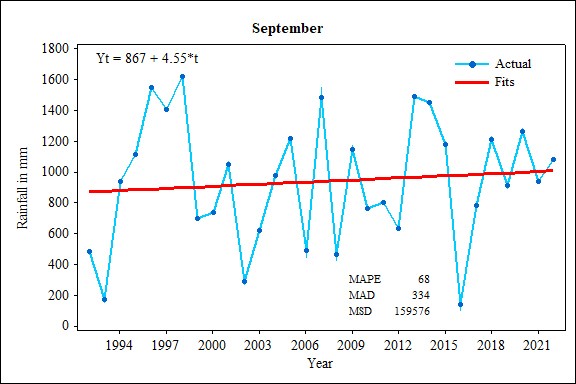 September
Yt = 867 + 4.55*t
Actual
Fits
1800
1600
1400
1200
1000
800
600
400
200
0
Rainfall in mm
MAPE 68
MAD 334
MSD 159576
1994 1997 2000 2003 2006 2009 2012 2015 2018 2021
Year